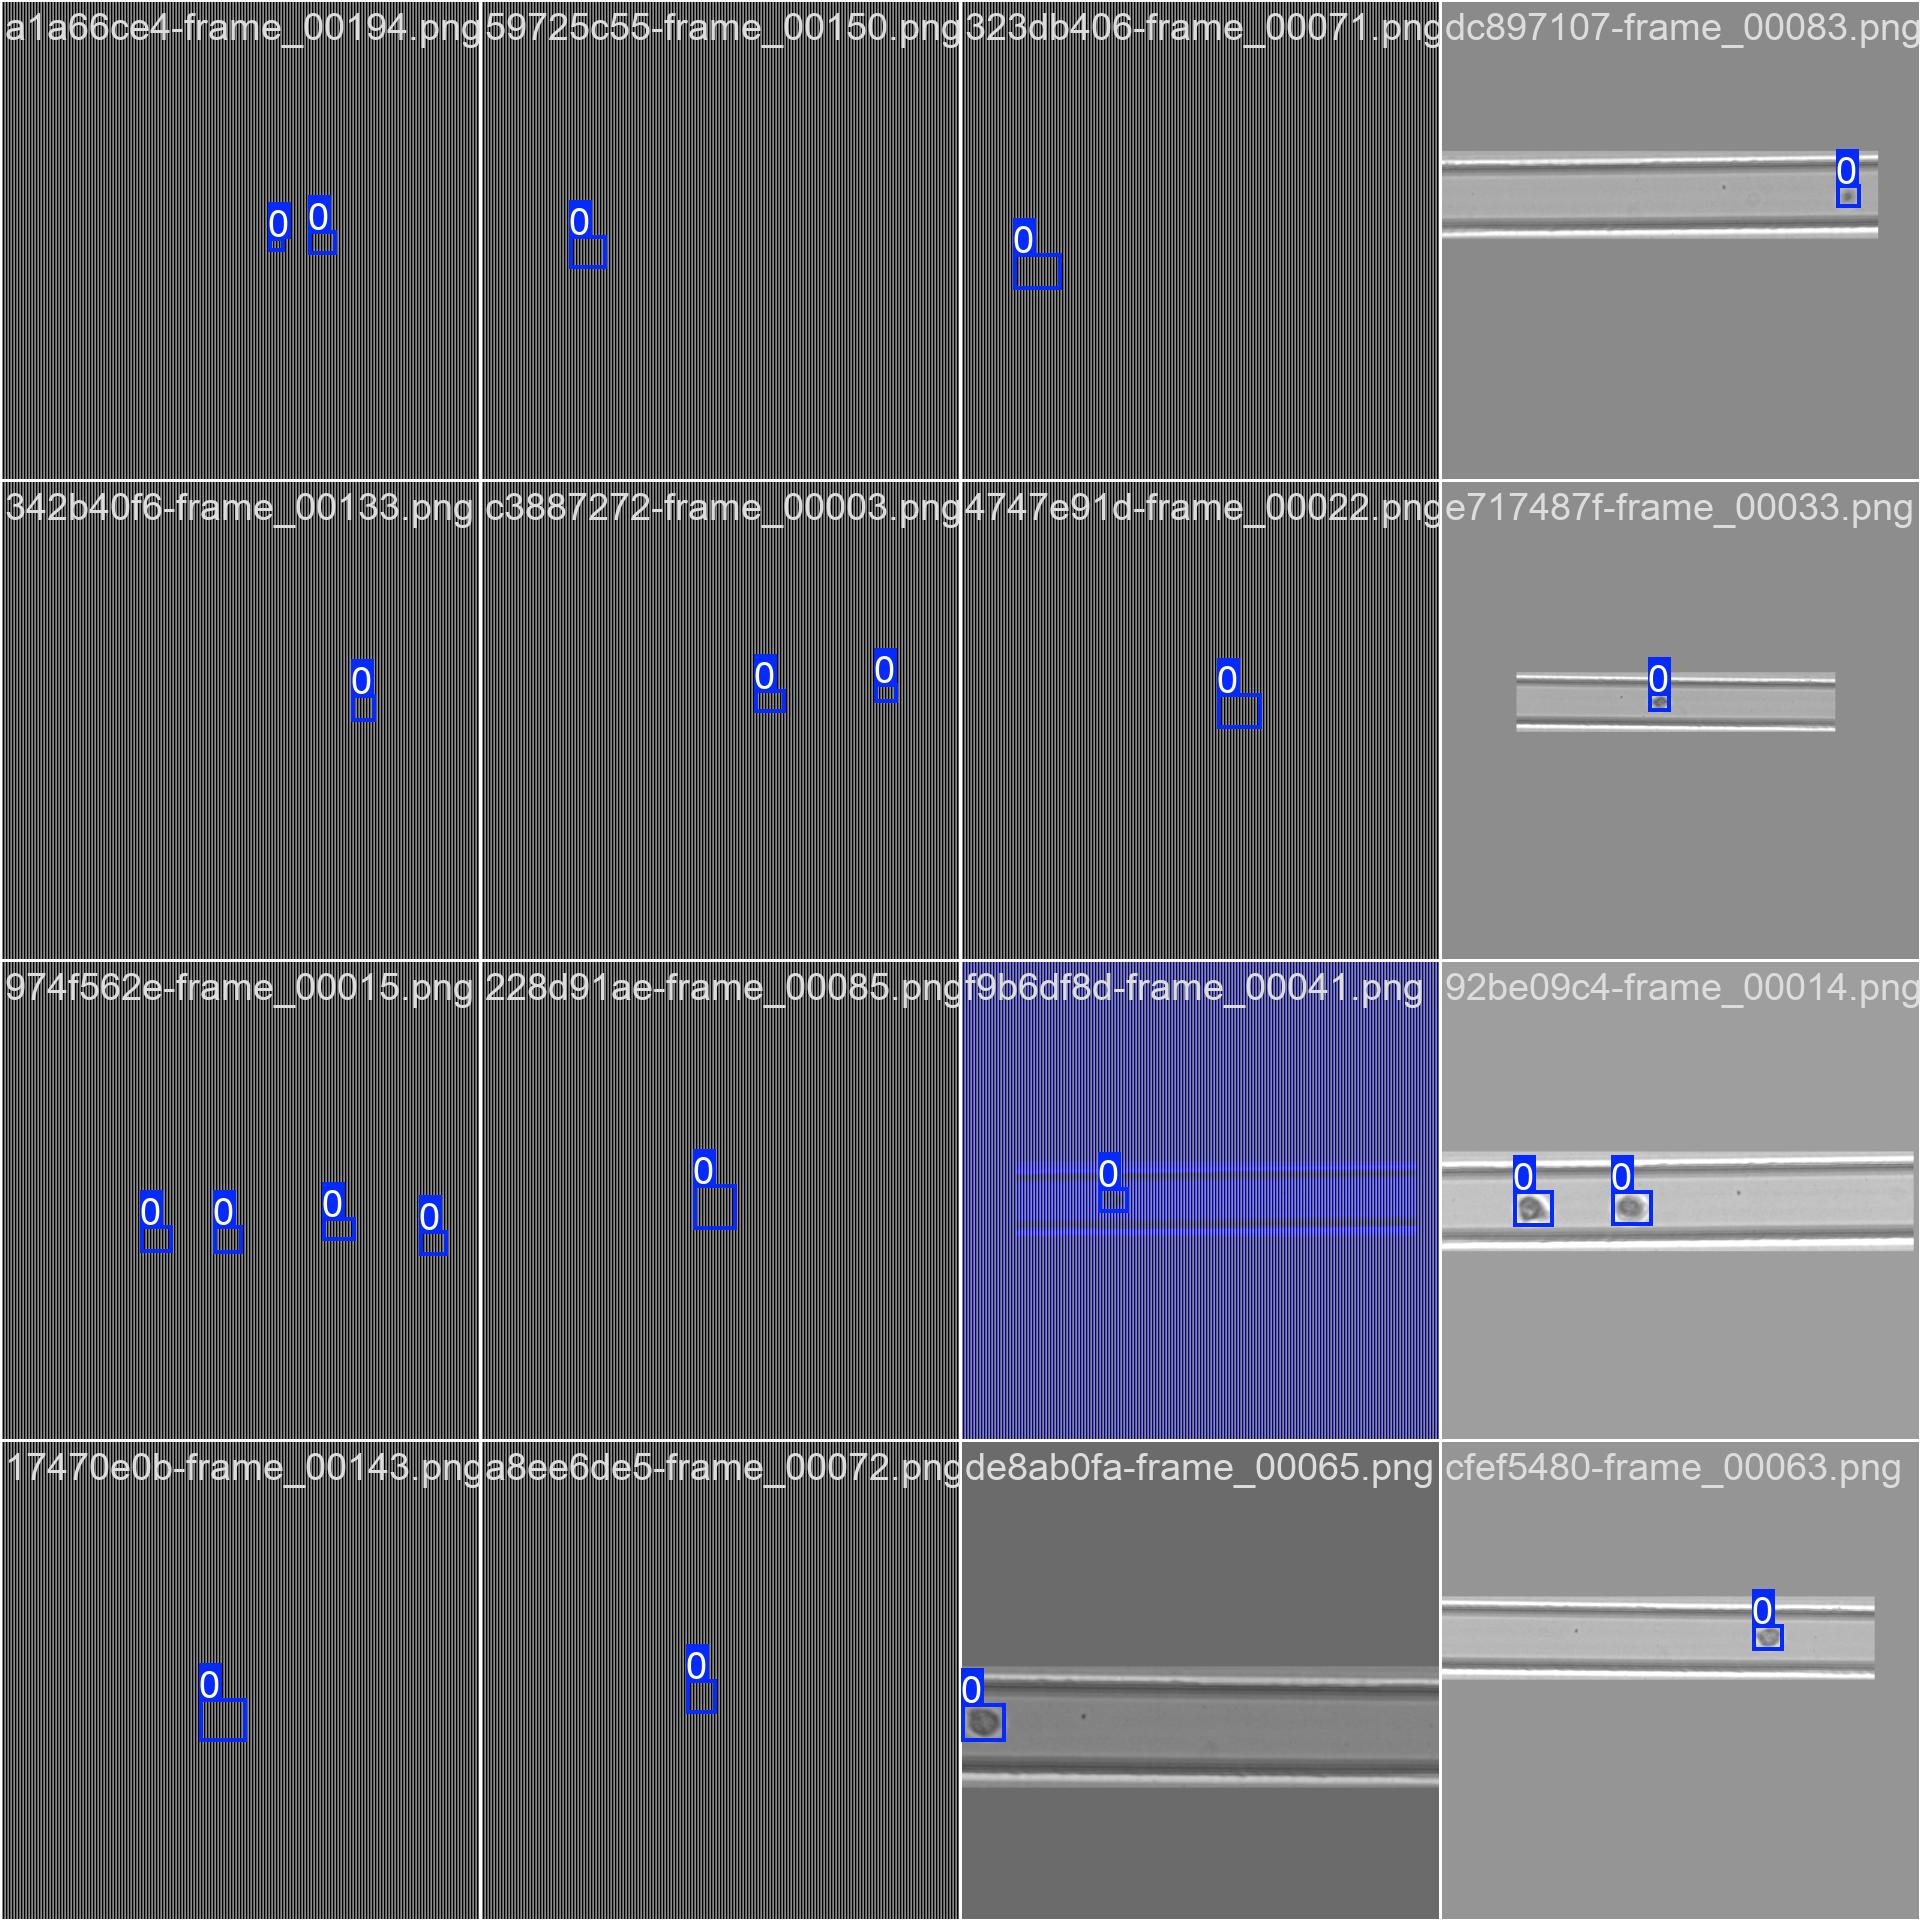 a1a66ce4-frame_00194.png
59725c55-frame_00150.png
323db406-frame_00071.png
dc897107-frame_00083.png
0
0
0
0
0
342b40f6-frame_00133.png
c3887272-frame_00003.png
4747e91d-frame_00022.png
e717487f-frame_00033.png
0
0
0
0
0
974f562e-frame_00015.png
228d91ae-frame_00085.png
f9b6df8d-frame_00041.png
92be09c4-frame_00014.png
0
0
0
0
0
0
0
0
17470e0b-frame_00143.png
a8ee6de5-frame_00072.png
de8ab0fa-frame_00065.png
cfef5480-frame_00063.png
0
0
0
0